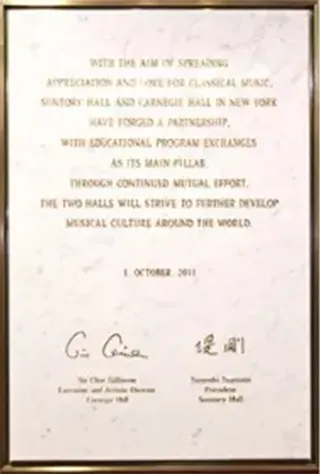 WITH THE AIM OF SPREADING
APPRECIATION AND LOVE FOR CLASSICAL MUSIC,
SUNTORY HALL AND CARNEGIE HALL IN NEW YORK
HAVE FORGED A PARTNERSHIP,
WITH EDUCATIONAL PROGRAM EXCHANGES
AS ITS MAIN PILLAR.
THROUGH CONTINUED MUTUAL EFFORT,
THE TWO HALLS WILL STRIVE TO FURTHER DEVELOP
MUSICAL CULTURE AROUND THE WORLD.
1. OCTOBER. 2011
堤 剛
Sir Clive Gillinson
Executive and Artistic Director
Carnegie Hall
Tsuyoshi Tsutsumi
President
Suntory Hall